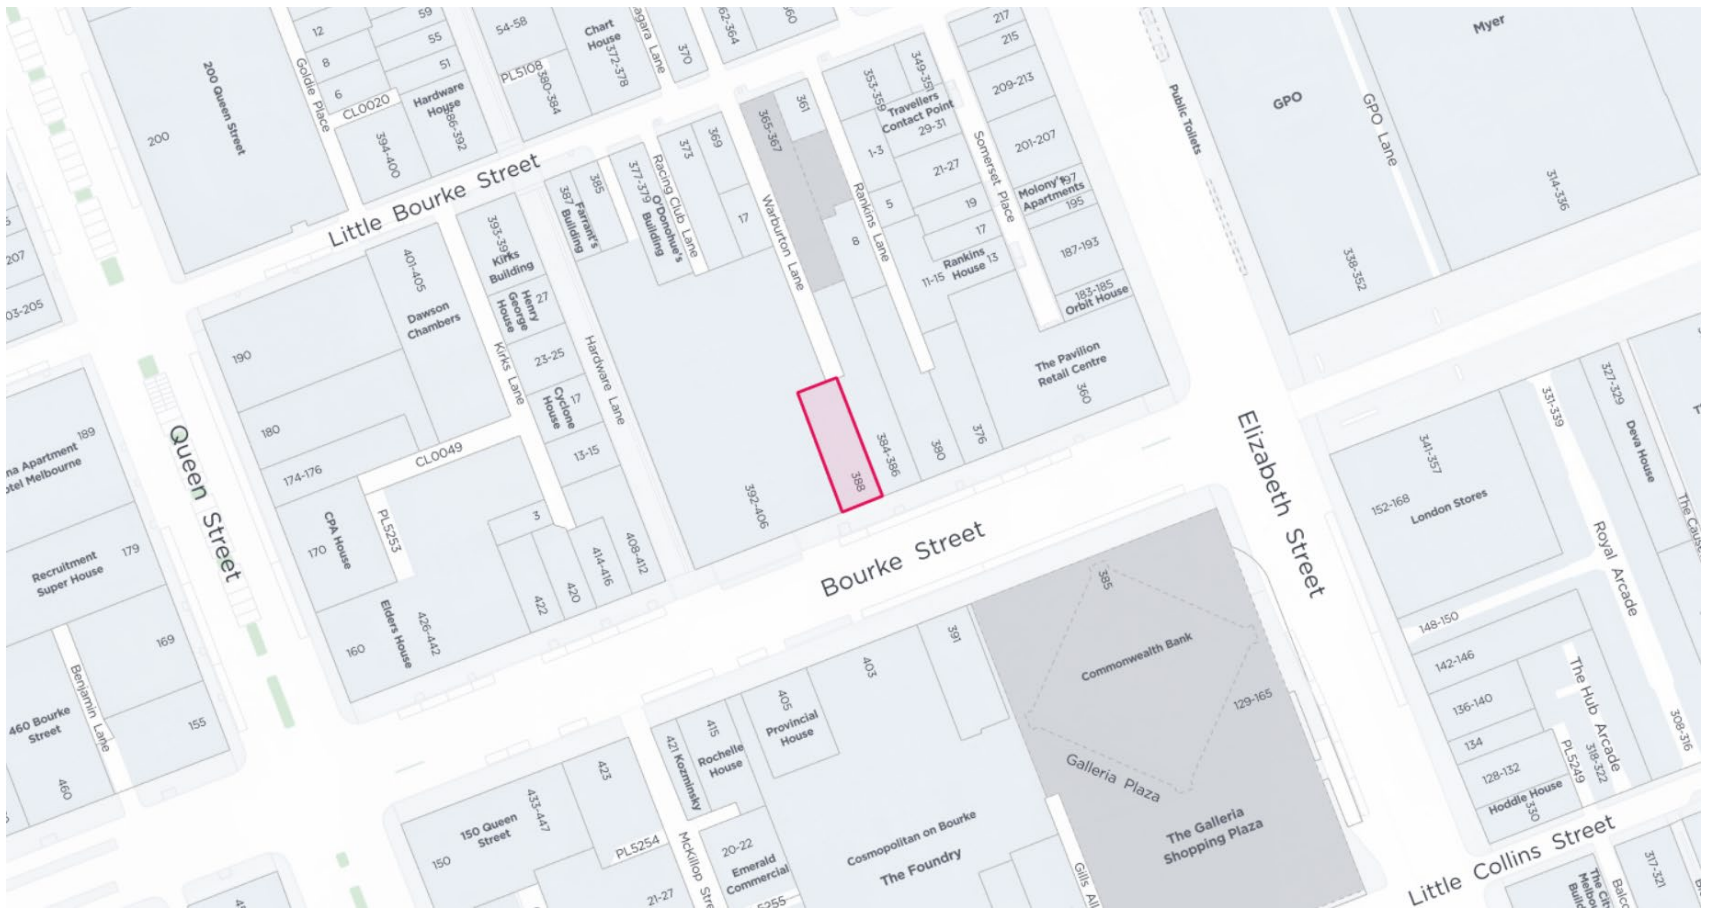 12
59
55
54-58
Chart
House
372-378
370
8
51
6
Goldie Place
CL0020
PL5108
380-384
Hardware
House
386-392
200 Queen Street
200
394-400
Little Bourke Street
62-364
217
215
349-351
353-359
209-213
Travellers
Contact Point
29-31
201-207
Somerset Place
361
365-367
369
373
Racing Club Lane
377-379
O'Donohue's
Building
385
387
Farrant's
Building
17
Warburton Lane
Rankins Lane
1-3
5
8
21-27
19
17
Rankins
House
13
11-15
Molony's
Apartments
197
195
187-193
183-185
Orbit House
The Pavilion
Retail Centre
360
Public Toilets
GPO
GPO Lane
Myer
314-336
338-352
207
03-205
190
180
174-176
401-405
Dawson
Chambers
Kirks
Building
Henry
George
House
27
23-25
Kirks Lane
Cyclone
House
17
13-15
Hardware Lane
CL0049
PL5253
CPA House
170
160
Elders House
426-442
3
422
420
414-416
408-412
392-406
388
384-386
380
376
Bourke Street
Queen Street
Elizabeth Street
189
na Apartment
otel Melbourne
Recruitment
Super House
179
169
155
Benjamin Lane
460 Bourke
Street
460
150 Queen
Street
150
433-447
423
PL5254
McKillop Stre
421 Kozminsky
415
Rochelle
House
405
Provincial
House
403
391
20-22
Emerald
Commercial
21-27
5255
Cosmopolitan on Bourke
The Foundry
Gills All
385
Commonwealth Bank
129-165
Galleria Plaza
The Galleria
Shopping Plaza
341-357
152-168
London Stores
331-339
327-329
Deva House
Royal Arcade
148-150
142-146
136-140
134
128-132
Hoddle House
330
PL5249
The Hub Arcade
318-322
308-316
Little Collins Street
317-321